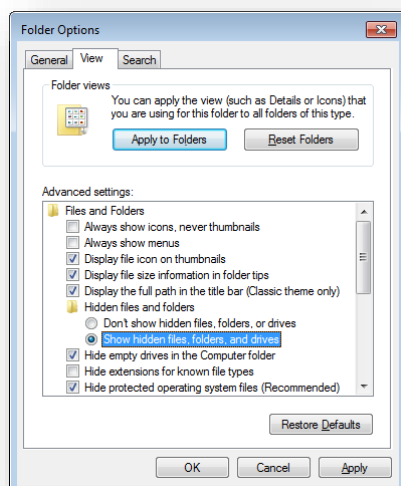 Folder Options
General View Search
Folder views
You can apply the view (such as Details or Icons) that
you are using for this folder to all folders of this type.
Apply to Folders Reset Folders
Advanced settings:
Files and Folders
Always show icons, never thumbnails
Always show menus
Display file icon on thumbnails
Display file size information in folder tips
Display the full path in the title bar (Classic theme only)
Hidden files and folders
Don't show hidden files, folders, or drives
Show hidden files, folders, and drives
Hide empty drives in the Computer folder
Hide extensions for known file types
Hide protected operating system files (Recommended)
Restore Defaults
OK Cancel Apply